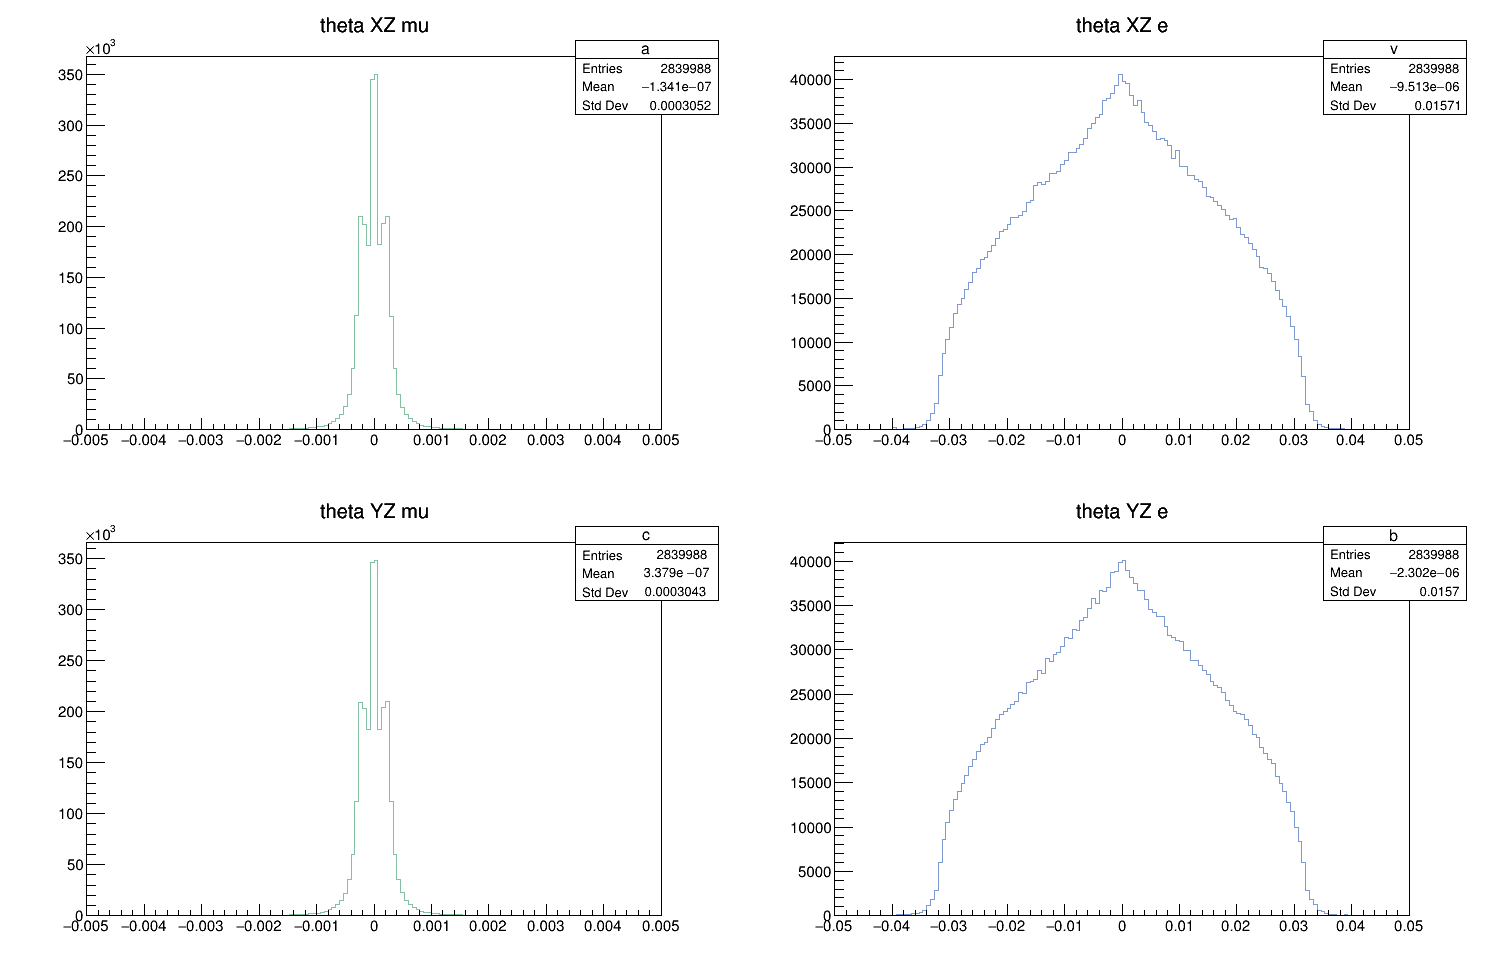 theta XZ mu
×10³
a
Entries 2839988
Mean −1.341e−07
Std Dev 0.0003052
350
300
250
200
150
100
50
0
−0.005 −0.004 −0.003 −0.002 −0.001 0 0.001 0.002 0.003 0.004 0.005
theta XZ e
v
Entries 2839988
Mean −9.513e−06
Std Dev 0.01571
40000
35000
30000
25000
20000
15000
10000
5000
0
−0.05 −0.04 −0.03 −0.02 −0.01 0 0.01 0.02 0.03 0.04 0.05
theta YZ mu
×10³
c
Entries 2839988
Mean 3.379e−07
Std Dev 0.0003043
350
300
250
200
150
100
50
0
−0.005 −0.004 −0.003 −0.002 −0.001 0 0.001 0.002 0.003 0.004 0.005
theta YZ e
b
Entries 2839988
Mean −2.302e−06
Std Dev 0.0157
40000
35000
30000
25000
20000
15000
10000
5000
0
−0.05 −0.04 −0.03 −0.02 −0.01 0 0.01 0.02 0.03 0.04 0.05